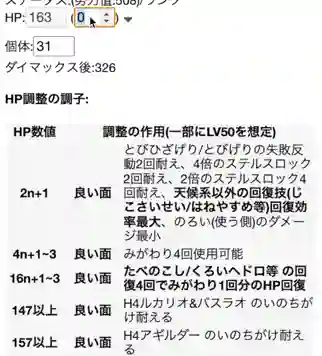 ステータス:(努力値:508)/ランク
HP: 163 (0
個体: 31
ダイマックス後:326
HP調整の調子:
HP数値 調整の作用(一部にLV50を想定)
とびひざげり/とびげりの失敗反
動2回耐え、4倍のステルスロック
2回耐え、2倍のステルスロック4
2n+1 良い面 回耐え、天候系以外の回復技(じ
こさいせい/はねやすめ等)回復効
率最大、のろい(使う側)のダメー
ジ最小
4n+1~3 良い面 みがわり4回使用可能
16n+1~3 良い面 たべのこし/くろいヘドロ等 の回
復4回でみがわり1回分のHP回復
147以上 良い面 H4ルカリオ&バスラオ のいのちが
け耐える
157以上 良い面 H4アギルダー のいのちがけ耐え
る